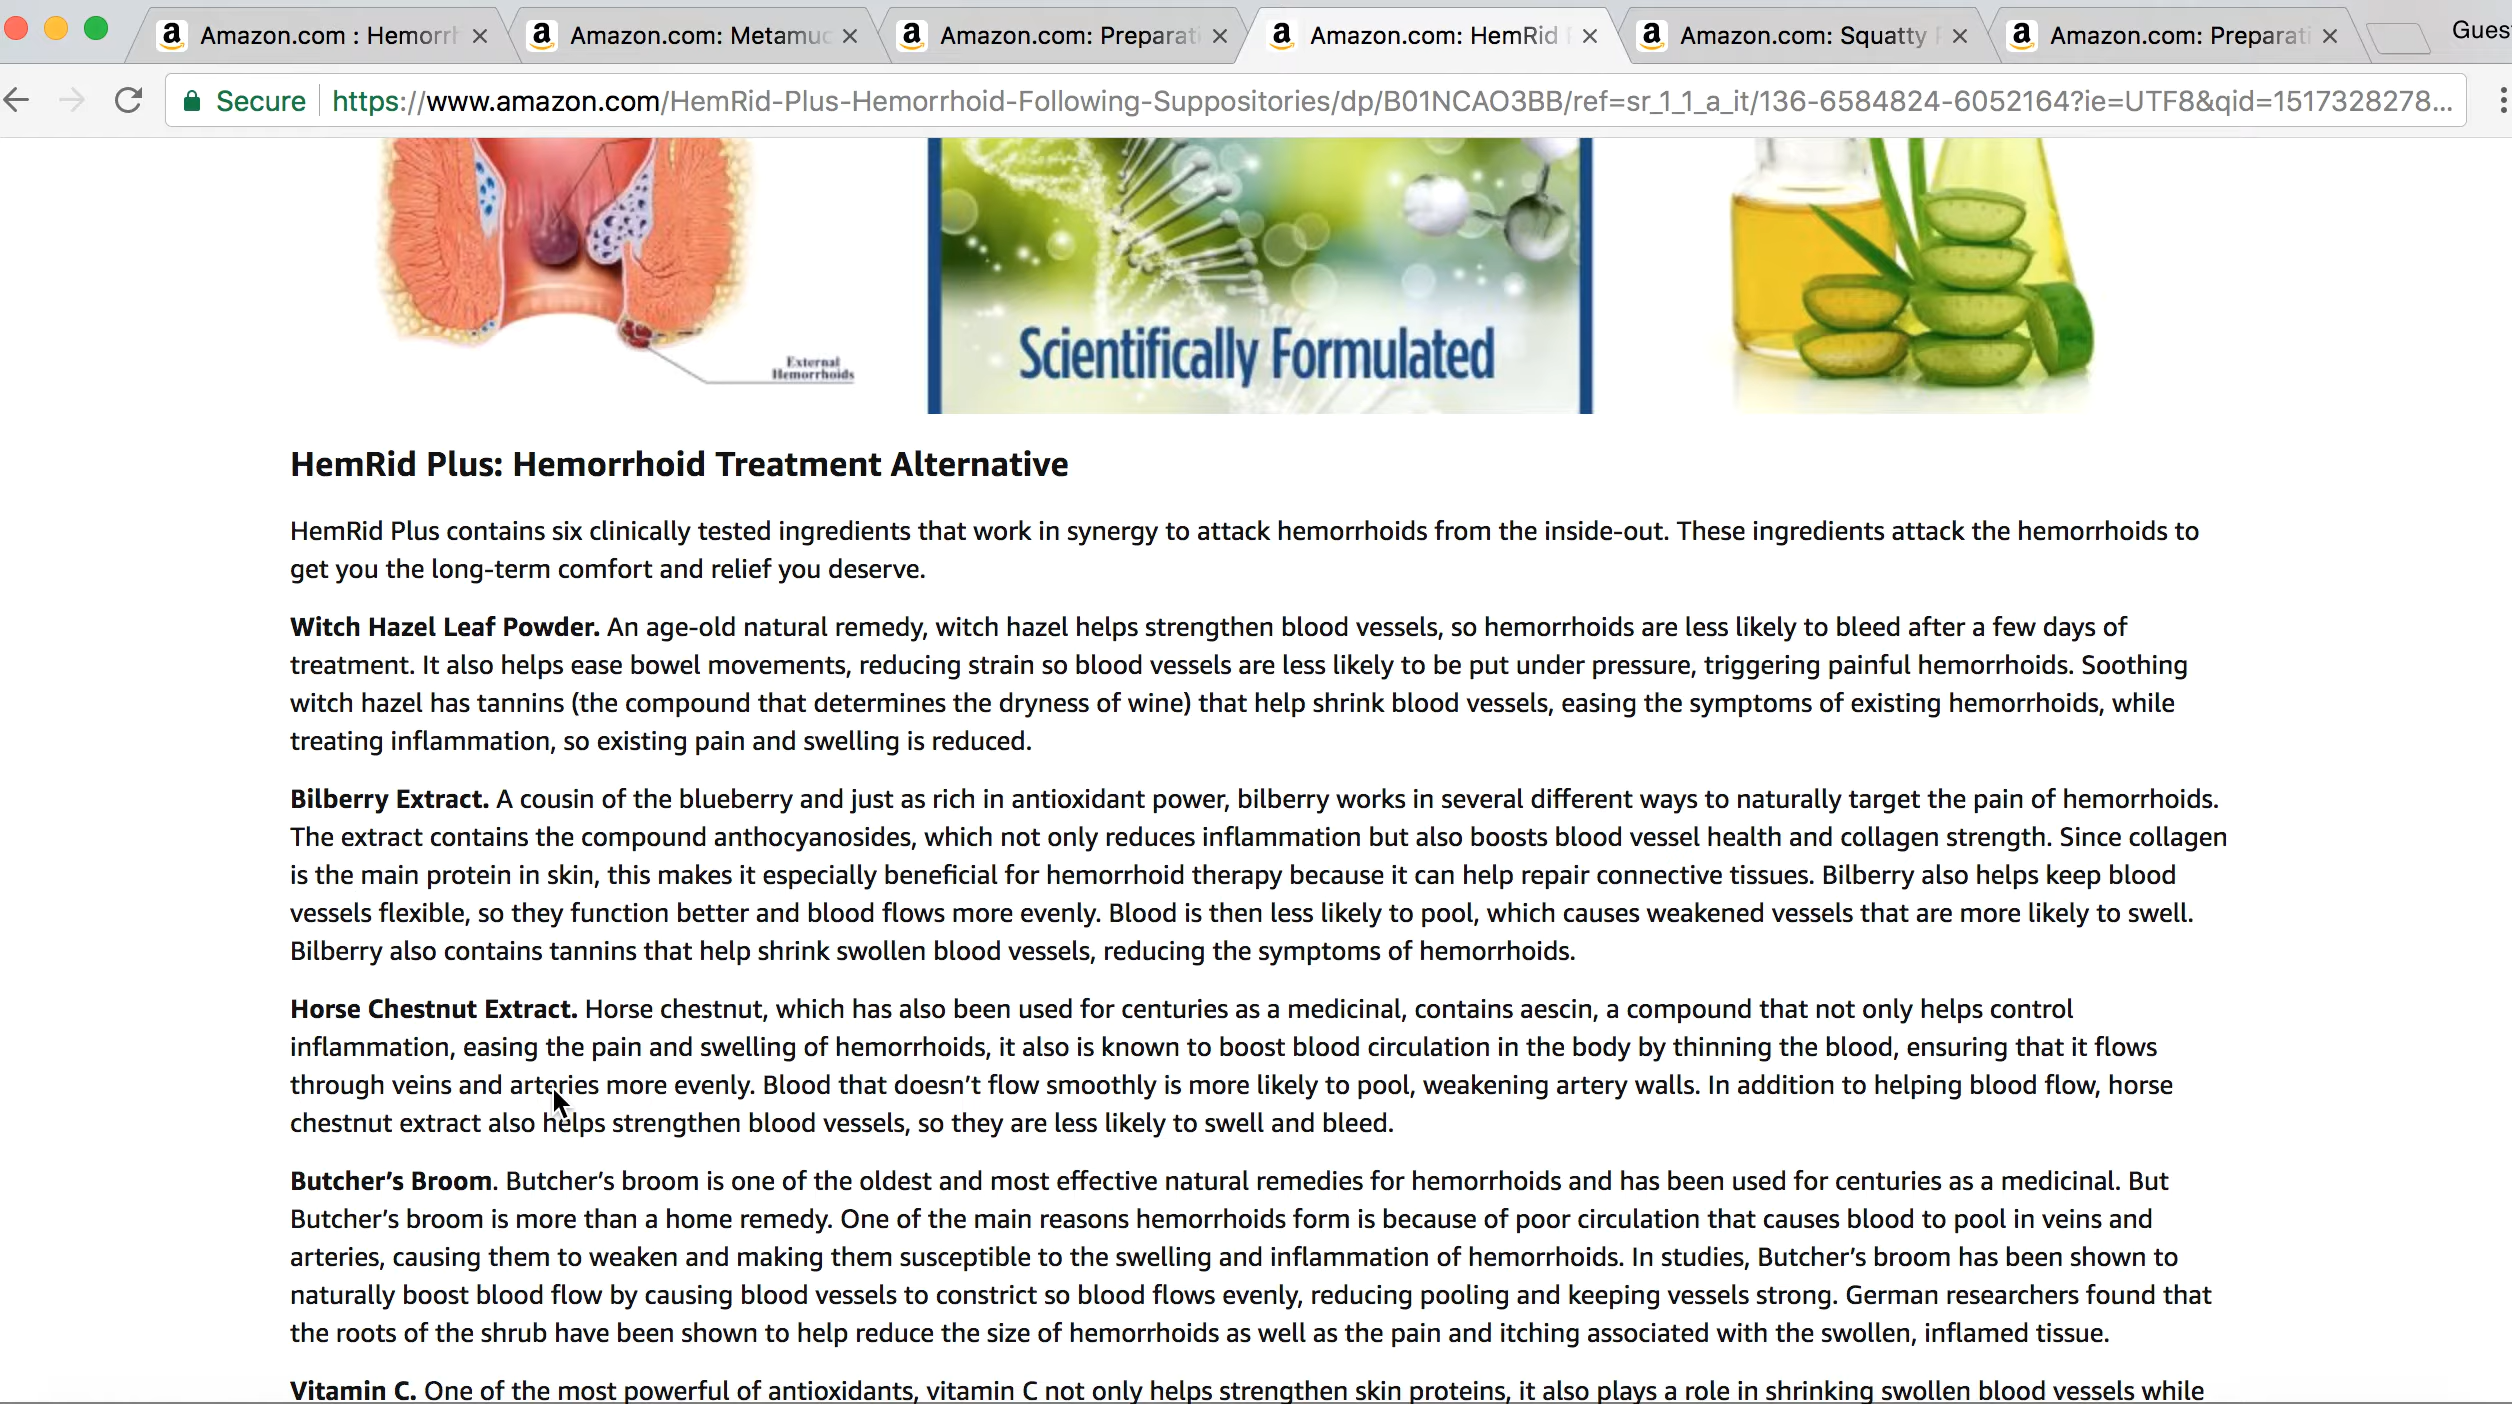 Amazon.com : Hemorrh
Amazon.com: Metamuc
Amazon.com: Preparati
Amazon.com: HemRid
Amazon.com: Squatty
Amazon.com: Preparati
Gues
Secure https://www.amazon.com/HemRid-Plus-Hemorrhoid-Following-Suppositories/dp/B01NCAO3BB/ref=sr_1_1_a_it/136-6584824-6052164?ie=UTF8&qid=1517328278...
External
Hemorrhoids
Scientifically Formulated
HemRid Plus: Hemorrhoid Treatment Alternative
HemRid Plus contains six clinically tested ingredients that work in synergy to attack hemorrhoids from the inside-out. These ingredients attack the hemorrhoids to
get you the long-term comfort and relief you deserve.
Witch Hazel Leaf Powder. An age-old natural remedy, witch hazel helps strengthen blood vessels, so hemorrhoids are less likely to bleed after a few days of
treatment. It also helps ease bowel movements, reducing strain so blood vessels are less likely to be put under pressure, triggering painful hemorrhoids. Soothing
witch hazel has tannins (the compound that determines the dryness of wine) that help shrink blood vessels, easing the symptoms of existing hemorrhoids, while
treating inflammation, so existing pain and swelling is reduced.
Bilberry Extract. A cousin of the blueberry and just as rich in antioxidant power, bilberry works in several different ways to naturally target the pain of hemorrhoids.
The extract contains the compound anthocyanosides, which not only reduces inflammation but also boosts blood vessel health and collagen strength. Since collagen
is the main protein in skin, this makes it especially beneficial for hemorrhoid therapy because it can help repair connective tissues. Bilberry also helps keep blood
vessels flexible, so they function better and blood flows more evenly. Blood is then less likely to pool, which causes weakened vessels that are more likely to swell.
Bilberry also contains tannins that help shrink swollen blood vessels, reducing the symptoms of hemorrhoids.
Horse Chestnut Extract. Horse chestnut, which has also been used for centuries as a medicinal, contains aescin, a compound that not only helps control
inflammation, easing the pain and swelling of hemorrhoids, it also is known to boost blood circulation in the body by thinning the blood, ensuring that it flows
through veins and arteries more evenly. Blood that doesn’t flow smoothly is more likely to pool, weakening artery walls. In addition to helping blood flow, horse
chestnut extract also helps strengthen blood vessels, so they are less likely to swell and bleed.
Butcher’s Broom. Butcher’s broom is one of the oldest and most effective natural remedies for hemorrhoids and has been used for centuries as a medicinal. But
Butcher’s broom is more than a home remedy. One of the main reasons hemorrhoids form is because of poor circulation that causes blood to pool in veins and
arteries, causing them to weaken and making them susceptible to the swelling and inflammation of hemorrhoids. In studies, Butcher’s broom has been shown to
naturally boost blood flow by causing blood vessels to constrict so blood flows evenly, reducing pooling and keeping vessels strong. German researchers found that
the roots of the shrub have been shown to help reduce the size of hemorrhoids as well as the pain and itching associated with the swollen, inflamed tissue.
Vitamin C. One of the most powerful of antioxidants, vitamin C not only helps strengthen skin proteins, it also plays a role in shrinking swollen blood vessels while